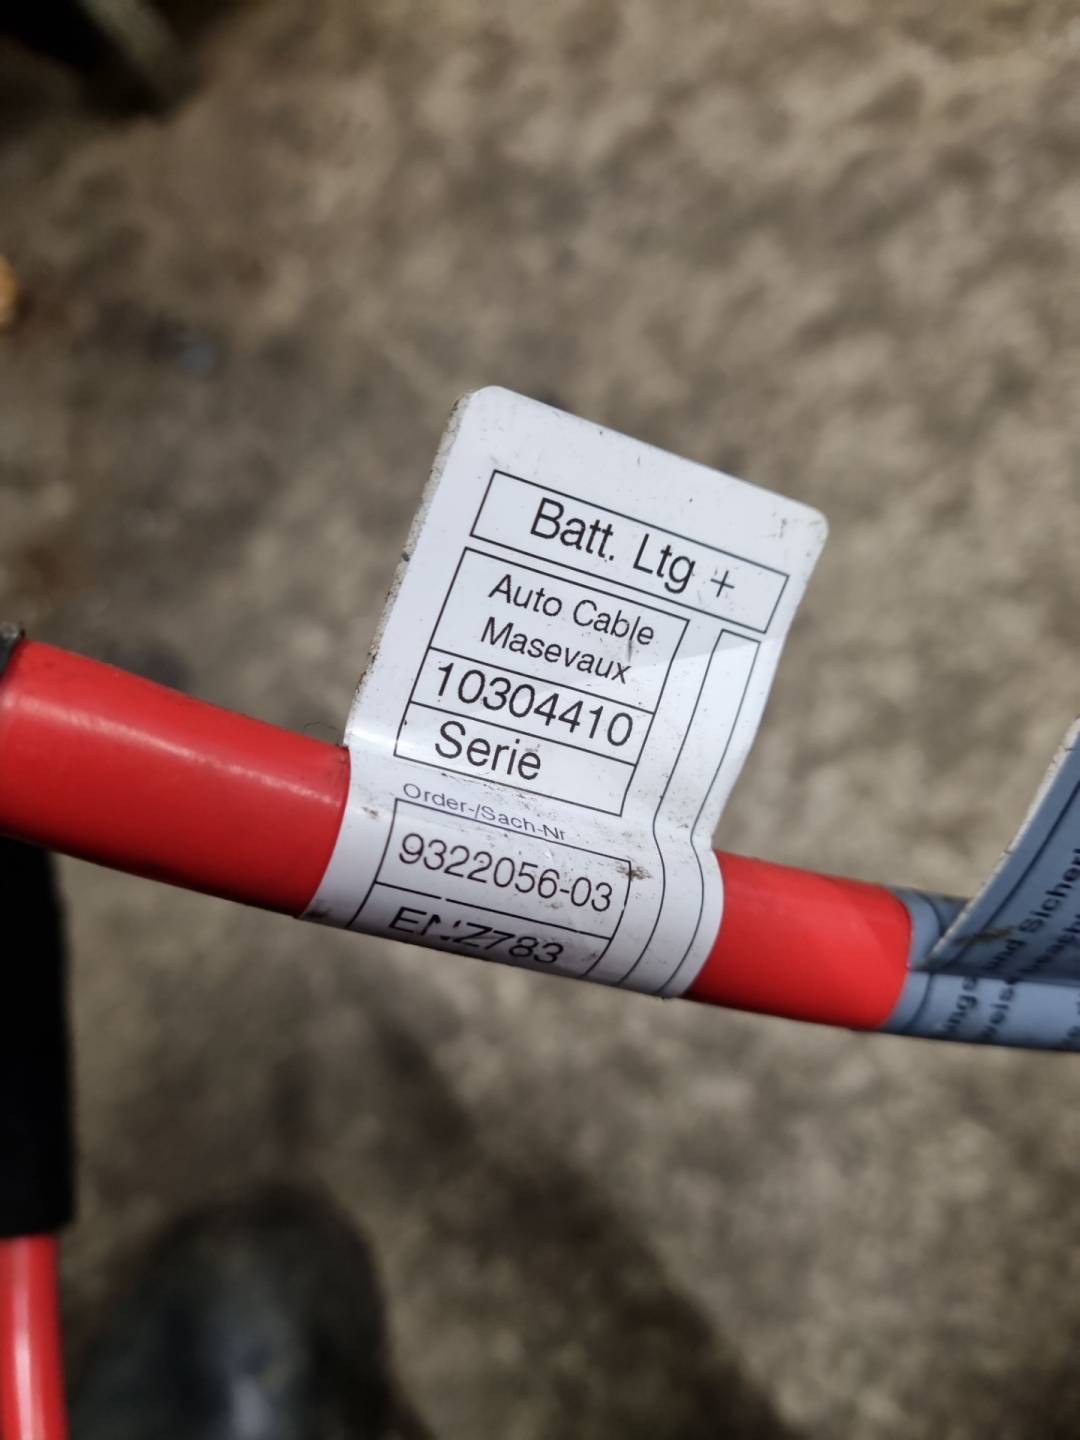 Batt. Ltg +
Auto Cable
Masevaux
10304410
Serie
Order-/Sach-Nr
9322056-03